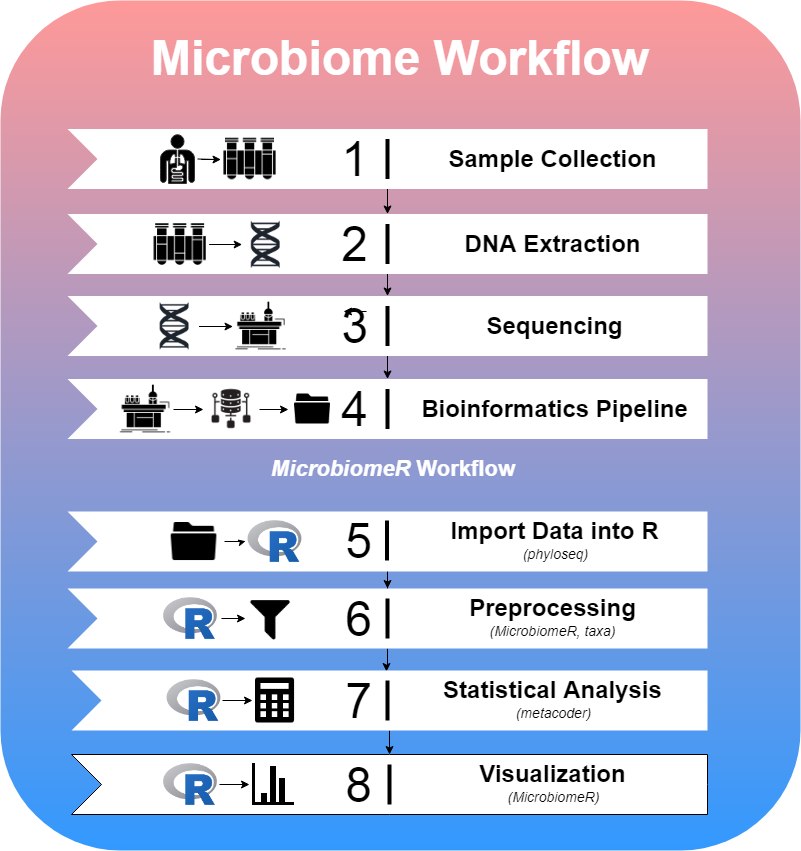 Microbiome Workflow
1 Sample Collection
2 DNA Extraction
3 Sequencing
4 Bioinformatics Pipeline
MicrobiomeR Workflow
R 5 Import Data into R
(phyloseq)
R 6 Preprocessing
(MicrobiomeR, taxa)
R 7 Statistical Analysis
(metacoder)
R 8 Visualization
(MicrobiomeR)